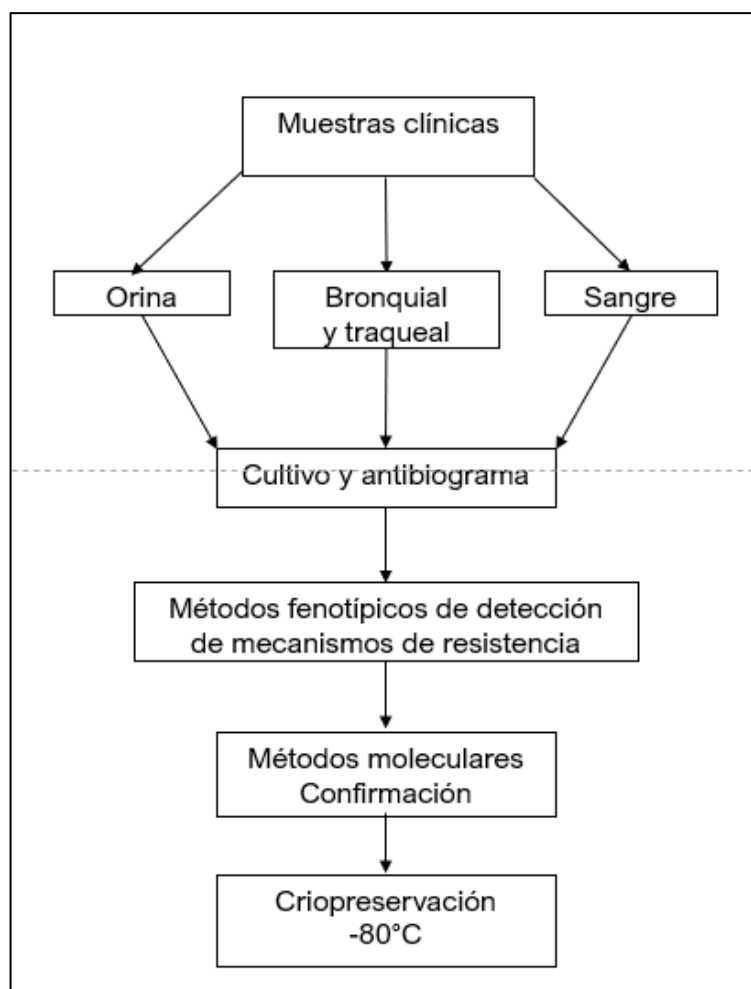 Muestras clínicas
Orina
Bronquial
y traqueal
Sangre
Cultivo y antibiograma
Métodos fenotípicos de detección
de mecanismos de resistencia
Métodos moleculares
Confirmación
Criopreservación
-80°C